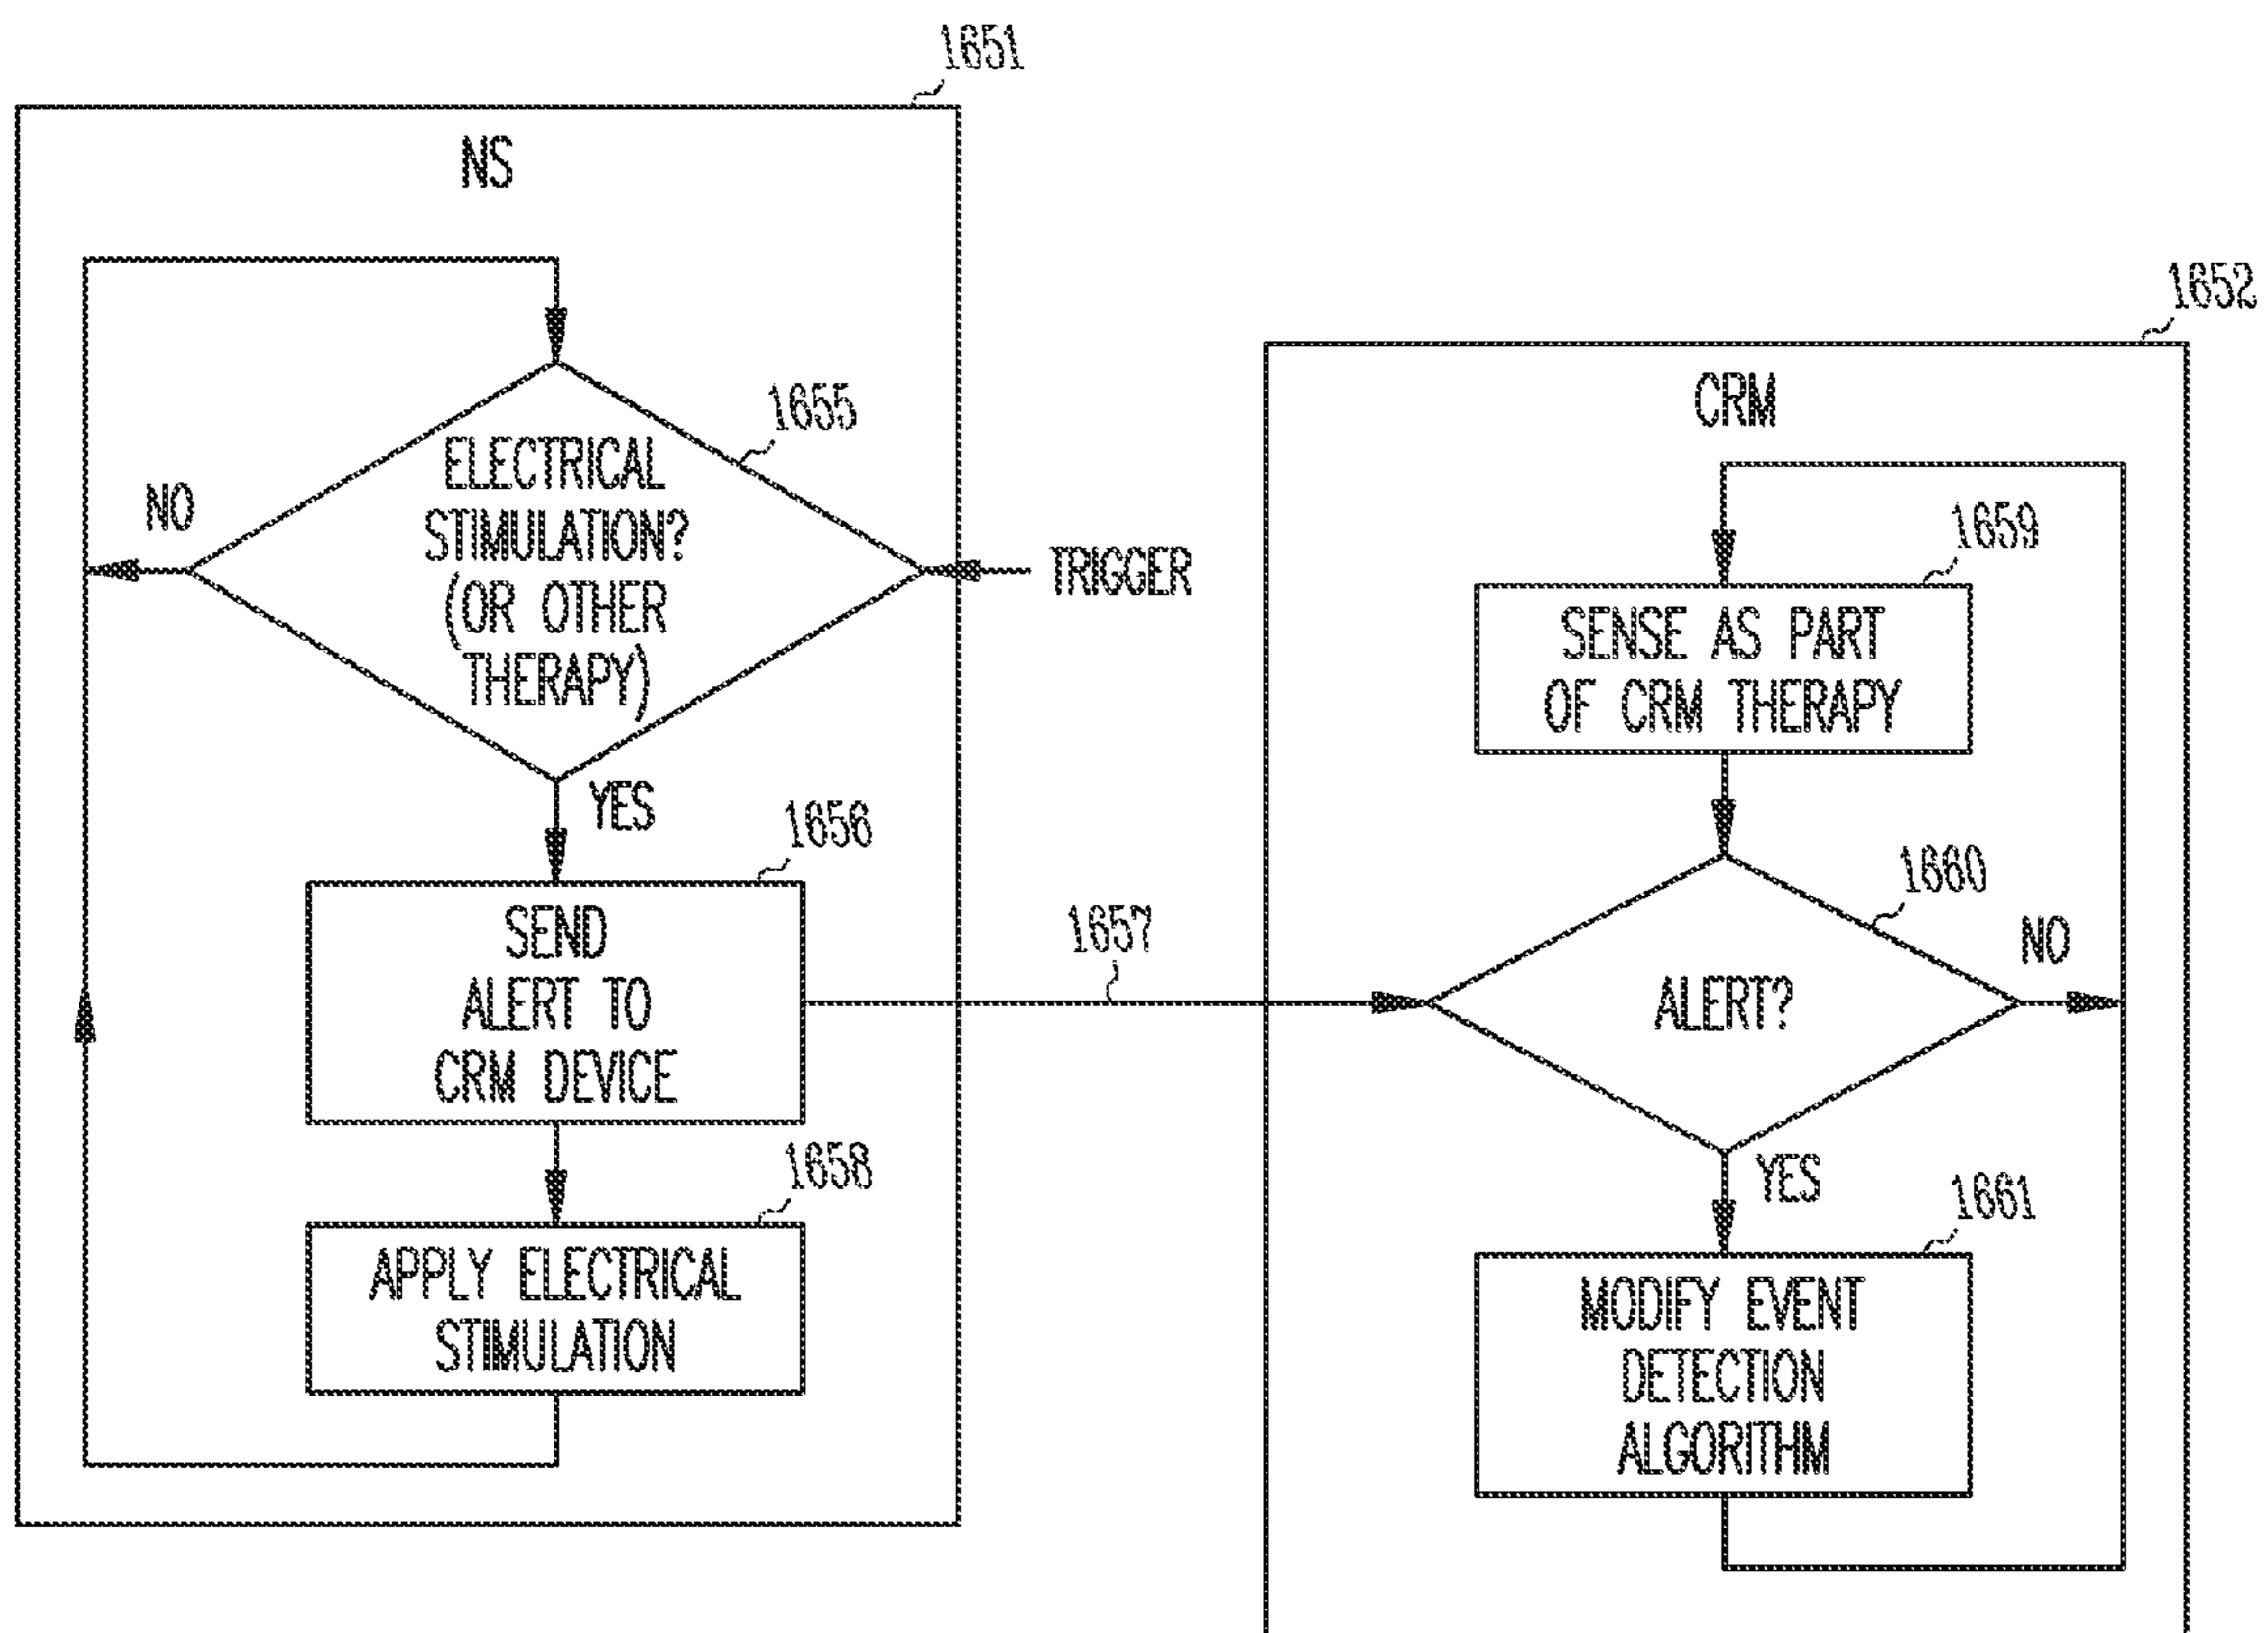 1651
NS
1655
ELECTRICAL
STIMULATION?
(OR OTHER
THERAPY)
NO
TRIGGER
YES
1656
SEND
ALERT TO
CRM DEVICE
1657
1658
APPLY ELECTRICAL
STIMULATION
1652
CRM
1659
SENSE AS PART
OF CRM THERAPY
1660
ALERT?
NO
YES
1661
MODIFY EVENT
DETECTION
ALGORITHM